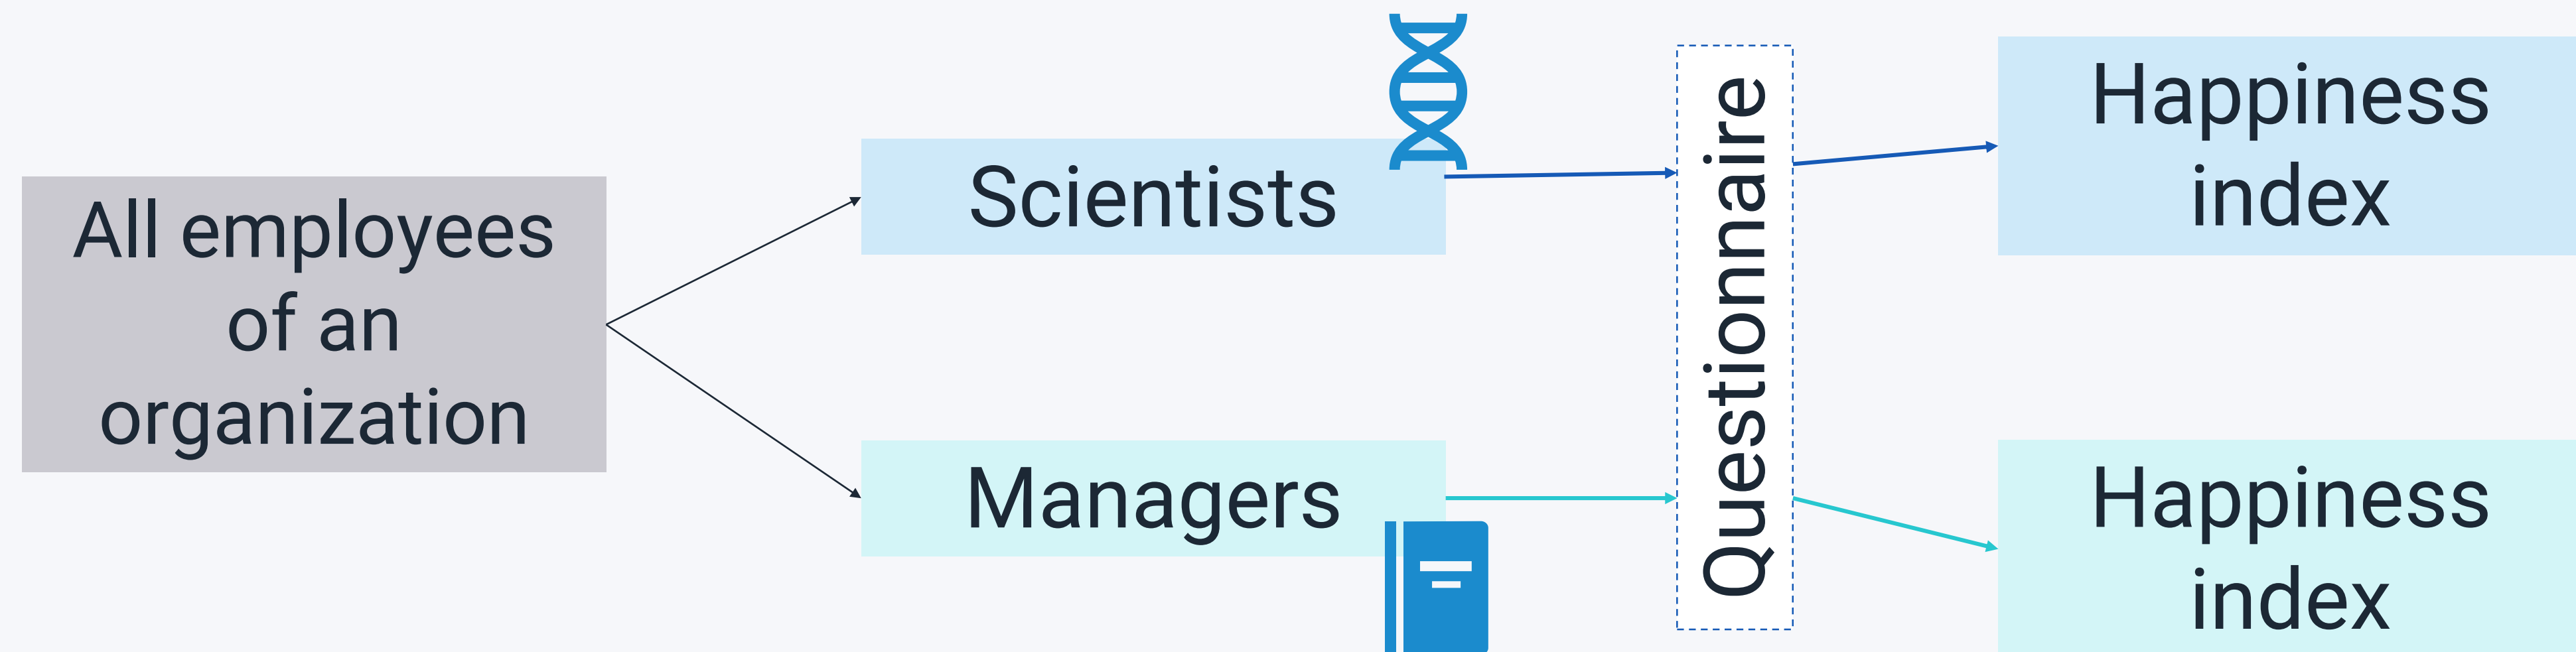 All employees
of an
organization
Scientists
Managers
Questionnaire
Happiness
index
Happiness
index